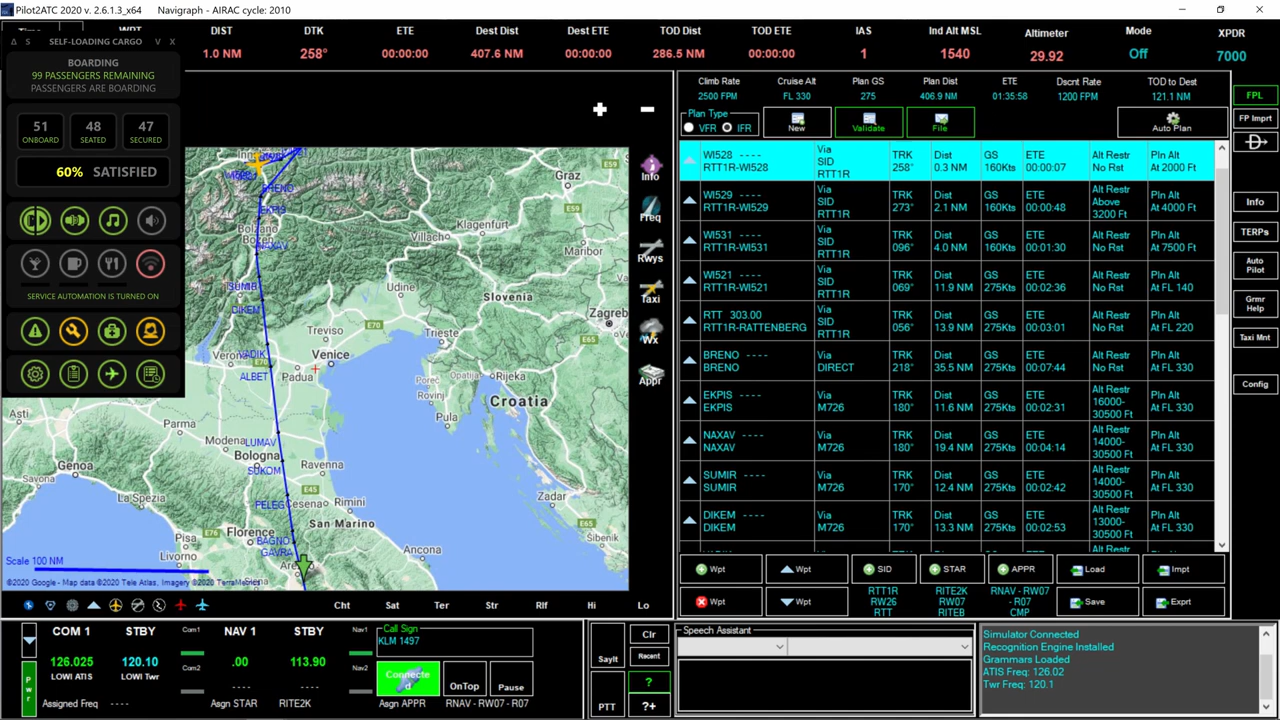 Pilot2ATC 2020 v. 2.6.1.3_x64 Navigraph - AIRAC cycle: 2010
DIST DTK ETE Dest Dist Dest ETE TOD Dist TOD ETE IAS Ind Alt MSL Altimeter Mode XPDR
1.0 NM 258° 00:00:00 407.6 NM 00:00:00 286.5 NM 00:00:00 1 1540 29.92 Off 7000
Δ S SELF-LOADING CARGO V X
BOARDING
99 PASSENGERS REMAINING
PASSENGERS ARE BOARDING
51 48 47
ONBOARD SEATED SECURED
60% SATISFIED
SERVICE AUTOMATION IS TURNED ON
Climb Rate Cruise Alt Plan GS Plan Dist ETE Dscnt Rate TOD to Dest
2500 FPM FL 330 275 406.9 NM 01:35:58 1200 FPM 121.1 NM
Plan Type
VFR IFR
New Validate File Auto Plan
FPL
FP Imprt
D
Info
TERPs
Auto Pilot
Grmr Help
Taxi Mnt
Config
WI528 ---- Via TRK Dist GS ETE Alt Restr Pln Alt
RTT1R-WI528 SID RTT1R 258° 0.3 NM 160Kts 00:00:07 No Rst At 2000 Ft
WI529 ---- Via TRK Dist GS ETE Alt Restr Pln Alt
RTT1R-WI529 SID RTT1R 273° 2.1 NM 160Kts 00:00:48 Above 3200 Ft At 4000 Ft
WI531 ---- Via TRK Dist GS ETE Alt Restr Pln Alt
RTT1R-WI531 SID RTT1R 096° 4.0 NM 160Kts 00:01:30 No Rst At 7500 Ft
WI521 ---- Via TRK Dist GS ETE Alt Restr Pln Alt
RTT1R-WI521 SID RTT1R 069° 11.9 NM 275Kts 00:02:36 No Rst At FL 140
RTT 303.00 Via TRK Dist GS ETE Alt Restr Pln Alt
RTT1R-RATTENBERG SID RTT1R 056° 13.9 NM 275Kts 00:03:01 No Rst At FL 220
BRENO ---- Via TRK Dist GS ETE Alt Restr Pln Alt
BRENO DIRECT 218° 35.5 NM 275Kts 00:07:44 No Rst At FL 330
EKPIS ---- Via TRK Dist GS ETE Alt Restr Pln Alt
EKPIS M726 180° 11.6 NM 275Kts 00:02:31 16000-30500 Ft At FL 330
NAXAV ---- Via TRK Dist GS ETE Alt Restr Pln Alt
NAXAV M726 180° 19.4 NM 275Kts 00:04:14 14000-30500 Ft At FL 330
SUMIR ---- Via TRK Dist GS ETE Alt Restr Pln Alt
SUMIR M726 170° 12.4 NM 275Kts 00:02:42 14000-30500 Ft At FL 330
DIKEM ---- Via TRK Dist GS ETE Alt Restr Pln Alt
DIKEM M726 170° 13.3 NM 275Kts 00:02:53 13000-30500 Ft At FL 330
Wpt Wpt SID STAR APPR Load Impt
Wpt Wpt RTT1R RITE2K RNAV - RW07 Save Exprt
RW26 RW07 - R07
RTT RITEB CMP
Info
Freq
Rwys
Taxi
Wx
Appr
BRENO
EKPIS
Bolzano
Bozen
NAXAV
SUMIR
DIKEM
Graz
E59
Klagenfurt
Villach
Maribor
Udine
Slovenia
Treviso
E70
Trieste
Zagreb
Venice
Padua
ALBET
Poreč
Opatija
Rijeka
Rovinj
Pula
Croatia
Asti
Parma
Modena
LUMAV
Bologna
SUKOM
Genoa
Savona
Ravenna
E45
La Spezia
PELEG
Cesena
Rimini
Zadar
E65
San Marino
Florence
Pisa
E76
Livorno
BAGNO
GAVRA
Ancona
Šibenik
Scale 100 NM
©2020 Google - Map data ©2020 Tele Atlas, Imagery ©2020 TerraMetrics
Cht Sat Ter Str Rlf Hi Lo
COM 1 STBY Com1 NAV 1 STBY Nav1 Call Sign
KLM 1497
126.025 120.10 Com2 .00 113.90 Nav2
LOWI ATIS LOWI Twr ---- ----
Pwr
Connected OnTop Pause
Assigned Freq ---- Asgn STAR RITE2K Asgn APPR RNAV - RW07 - R07
SayIt Clr
Recent
?
PTT ?+
Speech Assistant
Simulator Connected
Recognition Engine Installed
Grammars Loaded
ATIS Freq: 126.02
Twr Freq: 120.1